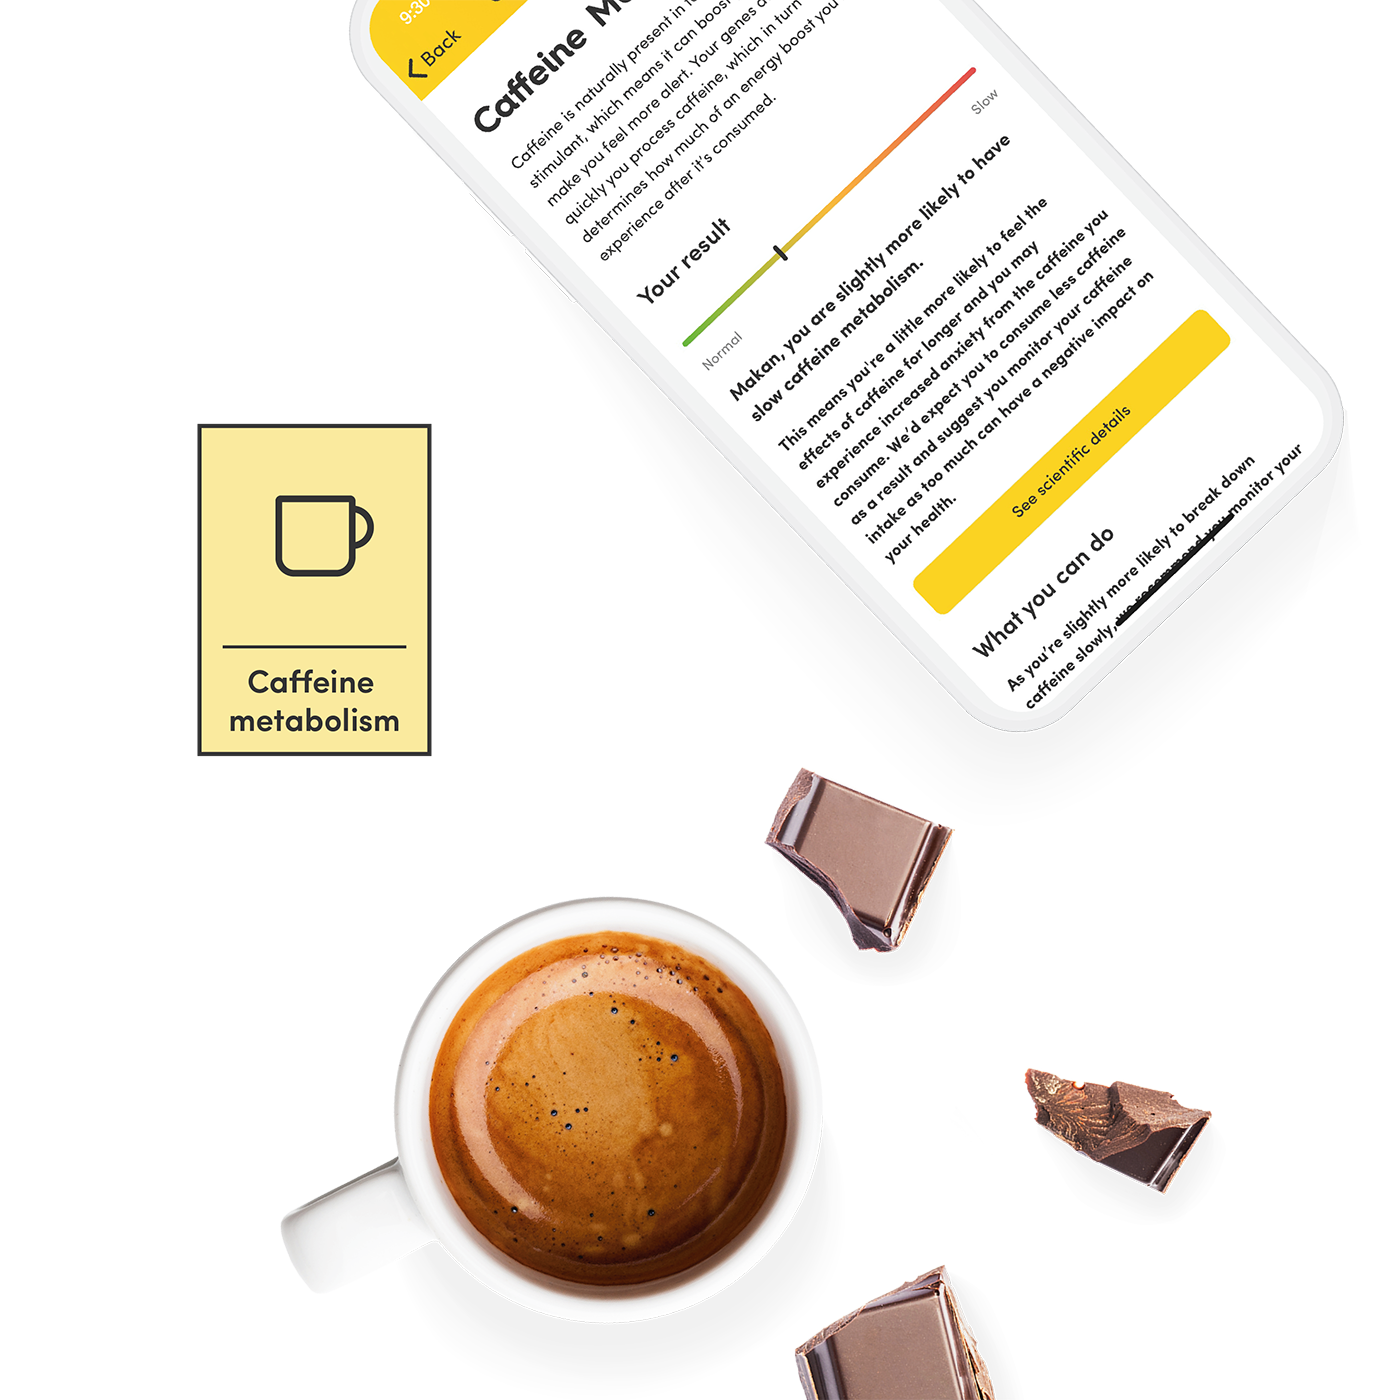 9:30
Back
Caffeine
Caffeine is naturally present in
stimulant, which means it can boost
make you feel more alert. Your genes
quickly you process caffeine, which in turn
determines how much of an energy boost you
experience after it's consumed.
Your result
Normal
Slow
Makan, you are slightly more likely to have
slow caffeine metabolism.
This means you're a little more likely to feel the
effects of caffeine for longer and you may
experience increased anxiety from the caffeine you
consume. We'd expect you to consume less caffeine
as a result and suggest you monitor your caffeine
intake as too much can have a negative impact on
your health.
See scientific details
What you can do
As you're slightly more likely to break down
caffeine slowly, we recommend you monitor your
Caffeine
metabolism